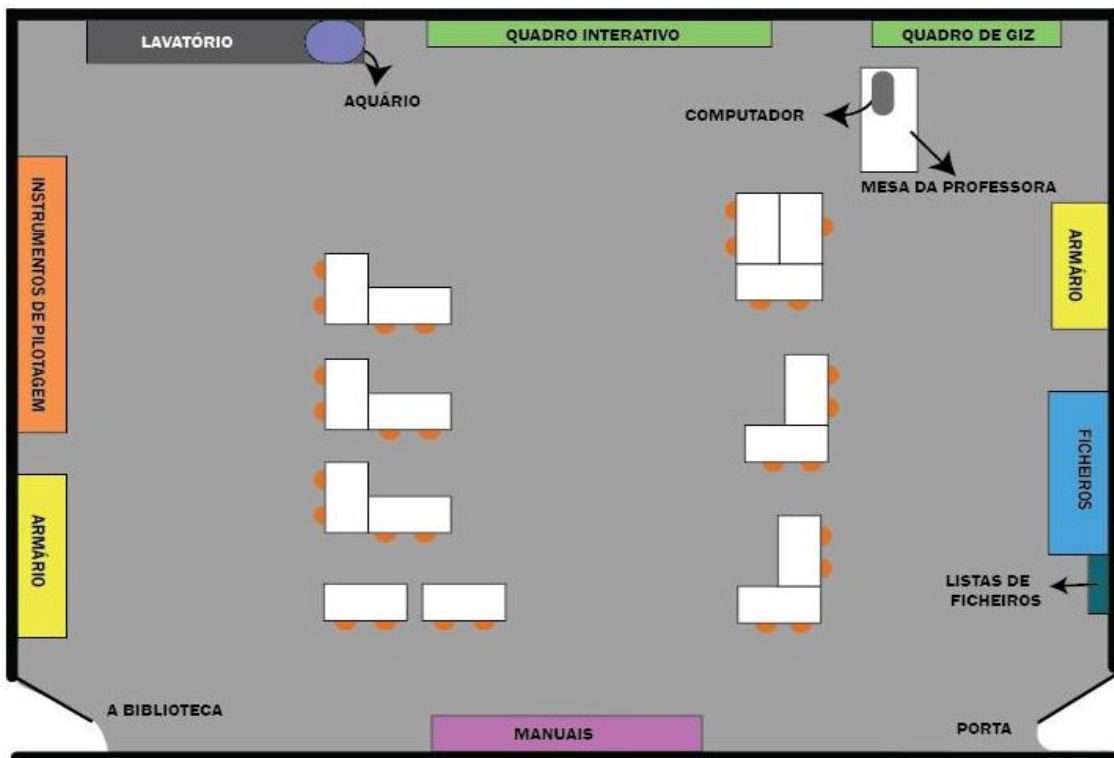 LAVATÓRIO
QUADRO INTERATIVO
QUADRO DE GIZ
AQUÁRIO
COMPUTADOR
MESA DA PROFESSORA
INSTRUMENTOS DE PILOTAGEM
ARMÁRIO
FICHEIROS
ARMÁRIO
LISTAS DE
FICHEIROS
A BIBLIOTECA
MANUAIS
PORTA